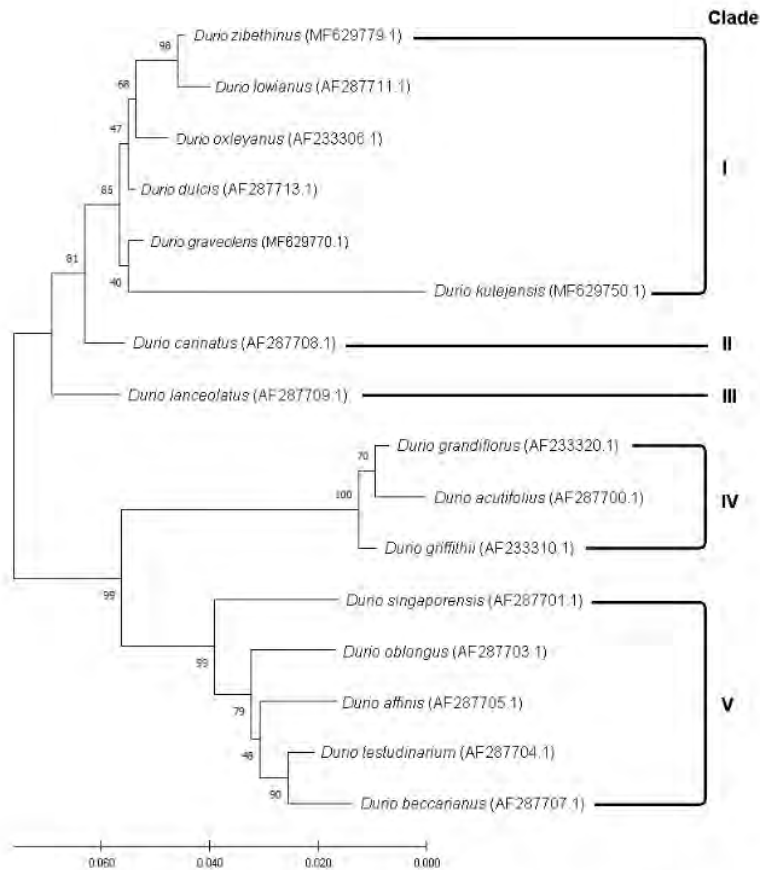 Clade
Durio zibethinus (MF629779.1)
98
Durio lowianus (AF287711.1)
68
Durio oxleyanus (AF233306.1)
47
I
Durio dulcis (AF287713.1)
85
Durio graveolens (MF629770.1)
81
40
Durio kutejensis (MF629750.1)
Durio carinatus (AF287708.1)
II
Durio lanceolatus (AF287709.1)
III
Durio grandiflorus (AF233320.1)
70
100
Durio acutifolius (AF287700.1)
IV
Durio griffithii (AF233310.1)
99
Durio singaporensis (AF287701.1)
99
Durio oblongus (AF287703.1)
79
Durio affinis (AF287705.1)
V
48
Durio testudinarium (AF287704.1)
90
Durio beccarianus (AF287707.1)
0.060 0.040 0.020 0.000